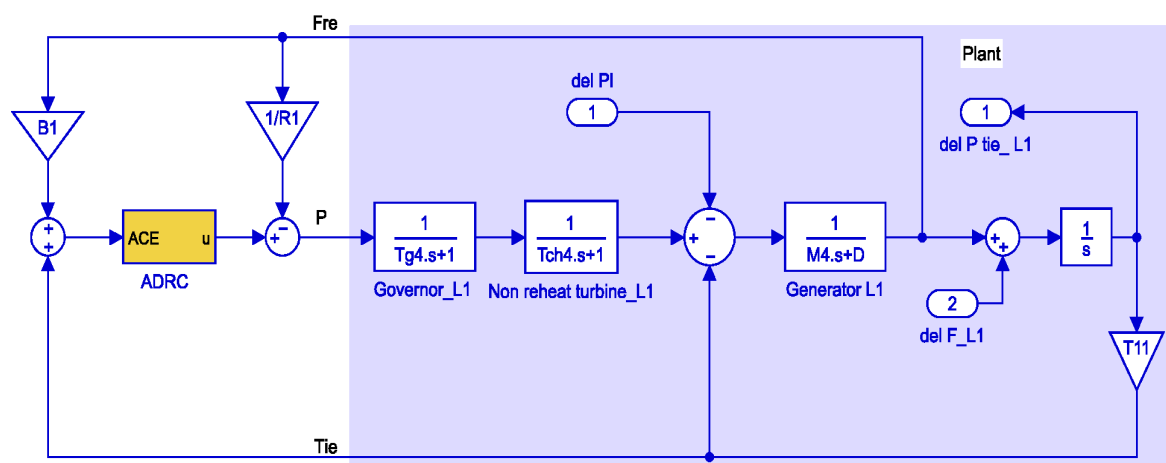 Fre
Plant
del PI
1
1
B1
1/R1
del P tie_ L1
+
+
ACE
u
ADRC
−
+
P
1
Tg4.s+1
Governor_L1
1
Tch4.s+1
Non reheat turbine_L1
−
+
−
1
M4.s+D
Generator L1
+
+
1
s
2
del F_L1
T11
Tie